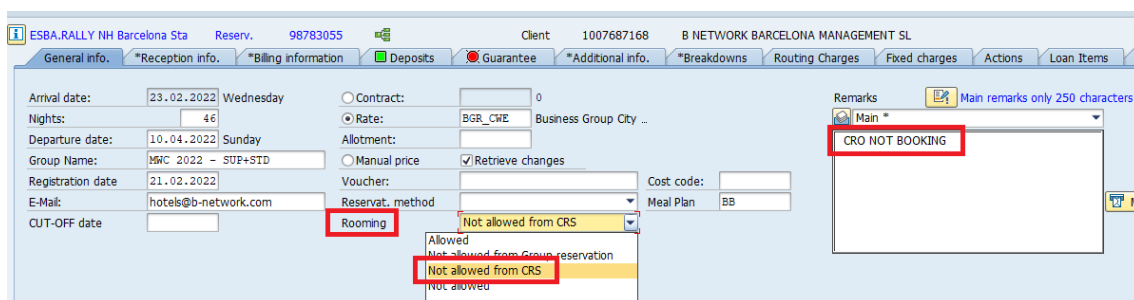 ESBA.RALLY NH Barcelona Sta Reserv. 98783055 Client 1007687168 B NETWORK BARCELONA MANAGEMENT SL
General info. *Reception info. *Billing information Deposits Guarantee *Additional info. *Breakdowns Routing Charges Fixed charges Actions Loan Items
Arrival date: 23.02.2022 Wednesday Contract: 0 Remarks Main remarks only 250 characters
Nights: 46 Rate: BGR_CWE Business Group City … Main *
Departure date: 10.04.2022 Sunday Allotment: CRO NOT BOOKING
Group Name: MWC 2022 - SUP+STD Manual price Retrieve changes
Registration date 21.02.2022 Voucher: Cost code:
E-Mail: hotels@b-network.com Reservat. method Meal Plan BB
CUT-OFF date Rooming Not allowed from CRS
Allowed
Not allowed from Group reservation
Not allowed from CRS
Not allowed